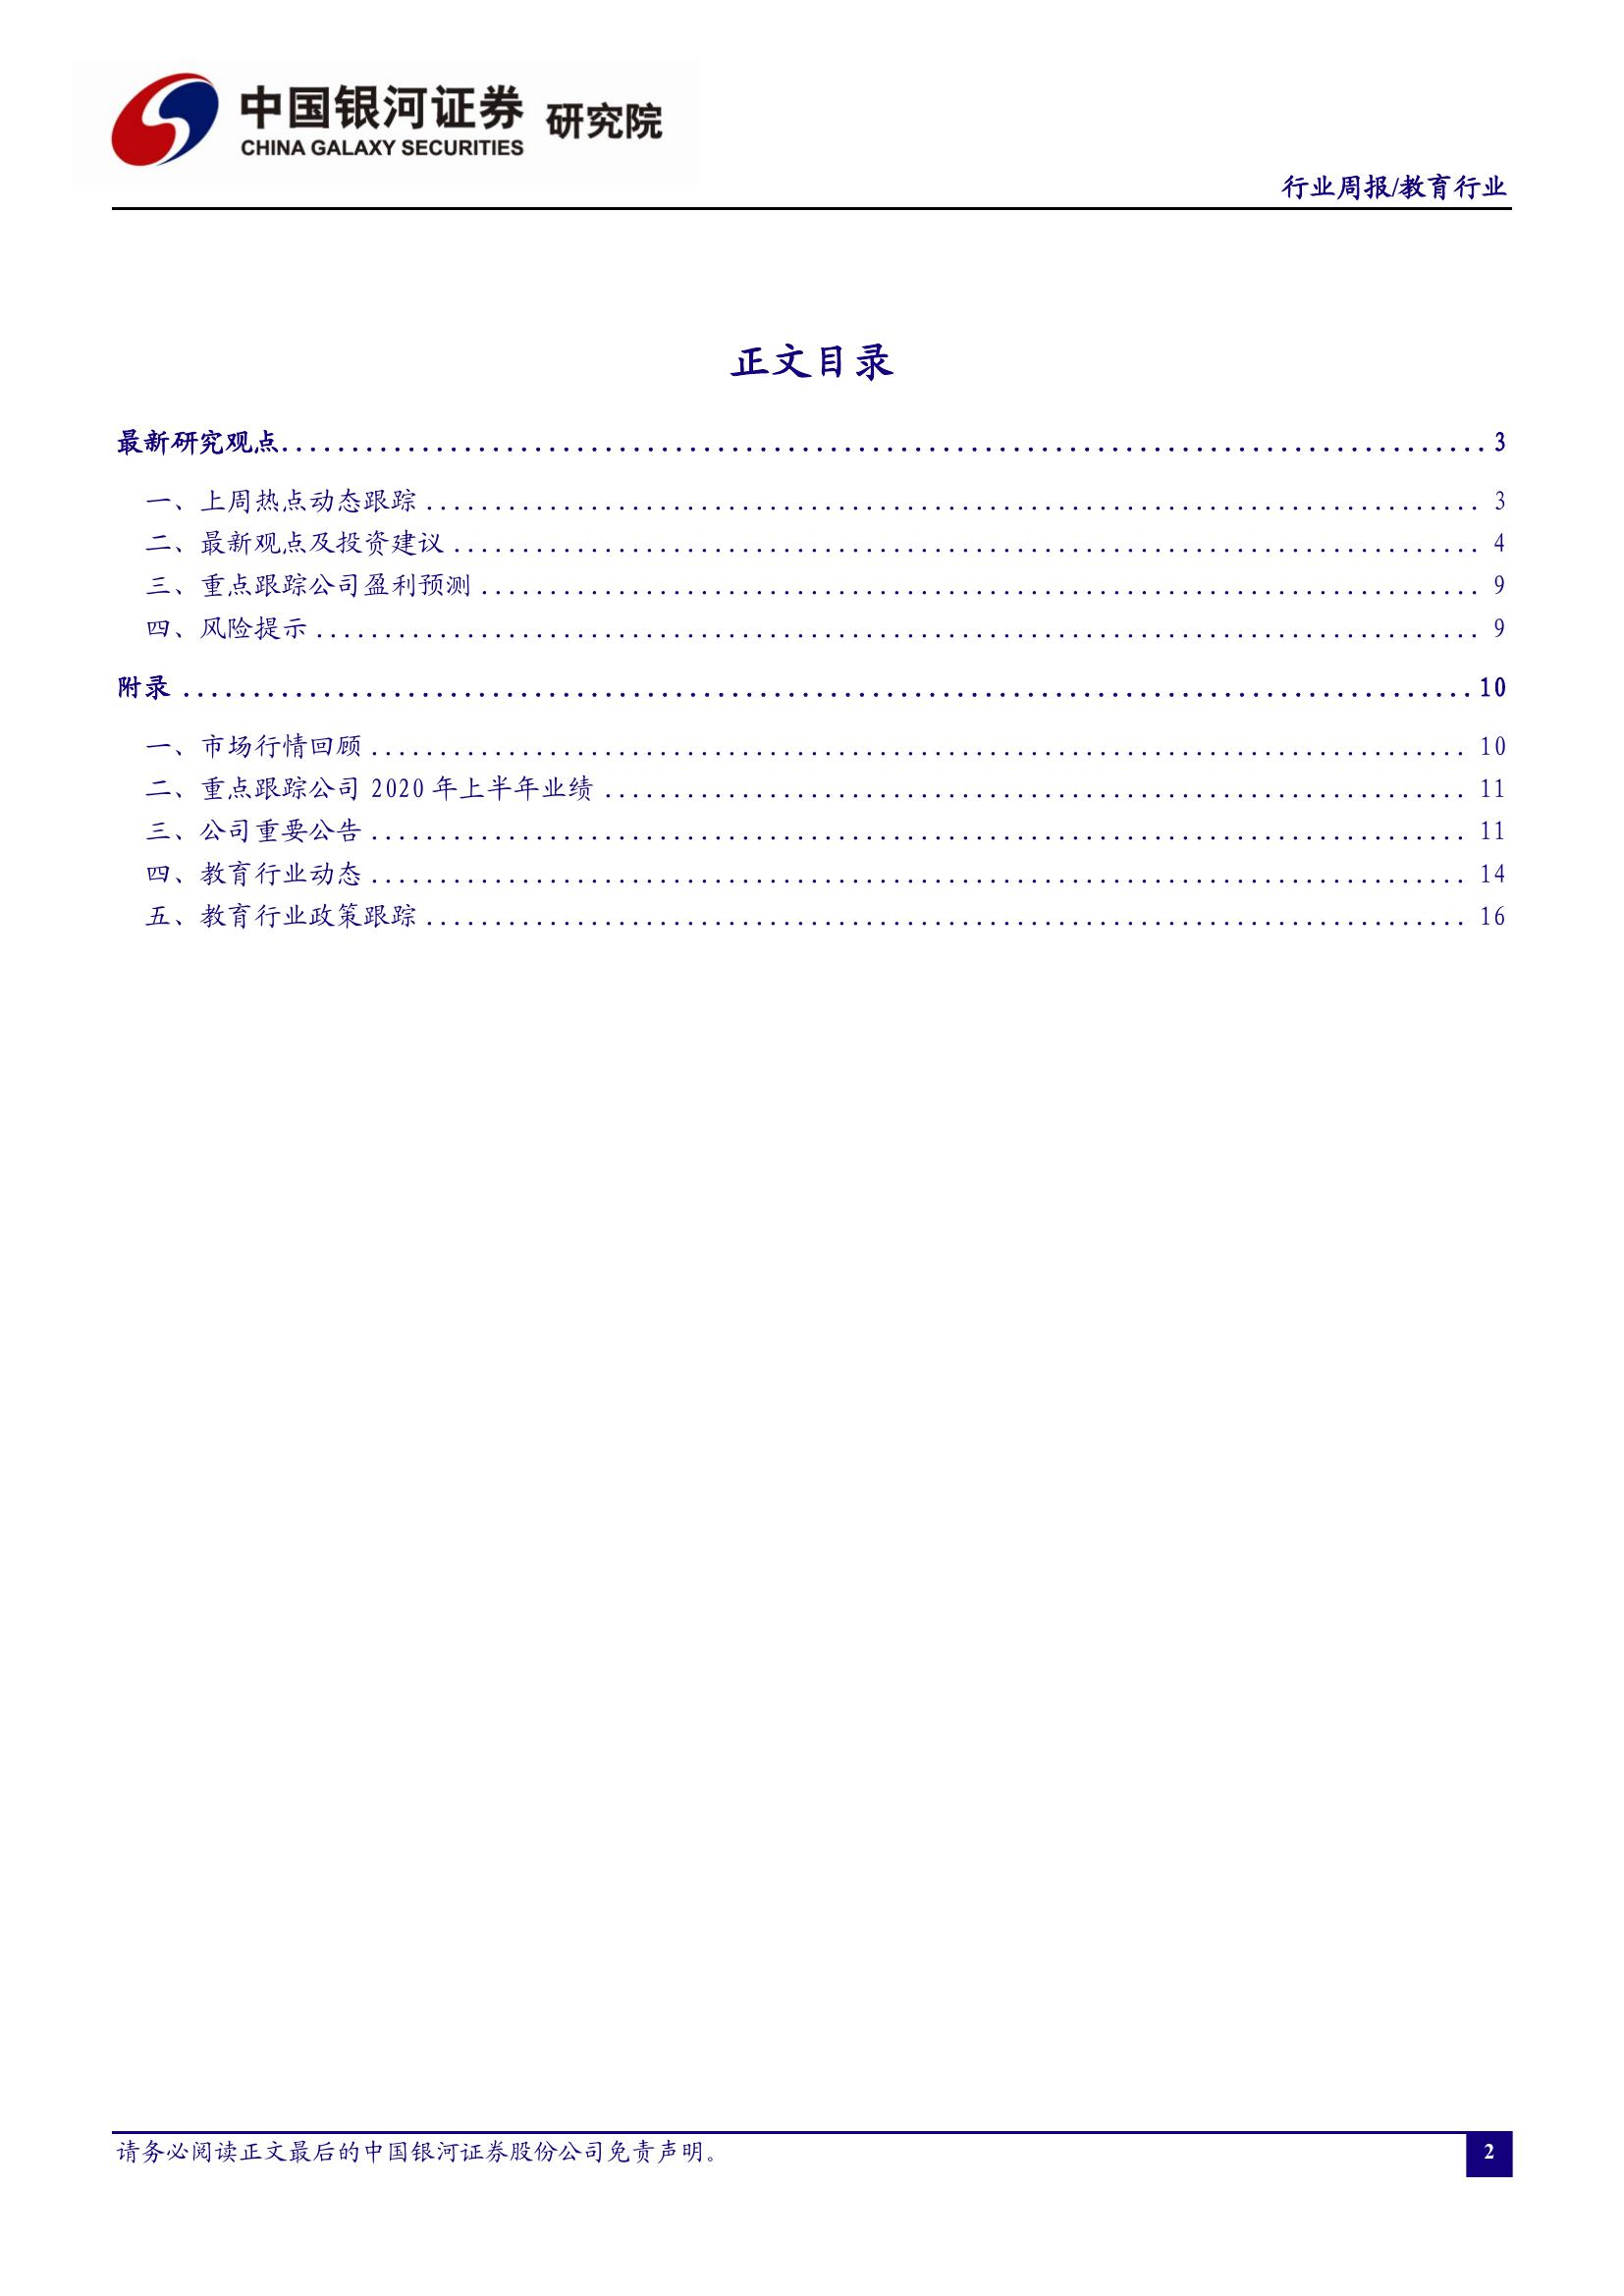 中国银河证券 研究院
CHINA GALAXY SECURITIES
行业周报/教育行业
正文目录
最新研究观点........................................................................................ 3
一、上周热点动态跟踪 ............................................................................ 3
二、最新观点及投资建议 .......................................................................... 4
三、重点跟踪公司盈利预测 ........................................................................ 9
四、风险提示 .................................................................................... 9
附录 ............................................................................................ 10
一、市场行情回顾 ................................................................................ 10
二、重点跟踪公司 2020 年上半年业绩 ............................................................... 11
三、公司重要公告 ................................................................................ 11
四、教育行业动态 ................................................................................ 14
五、教育行业政策跟踪 ............................................................................ 16
请务必阅读正文最后的中国银河证券股份公司免责声明。
2